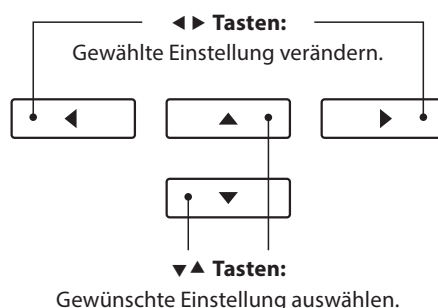 ◀ ▶ Tasten:
Gewählte Einstellung verändern.
◀
▲
▶
▼
▼▲ Tasten:
Gewünschte Einstellung auswählen.